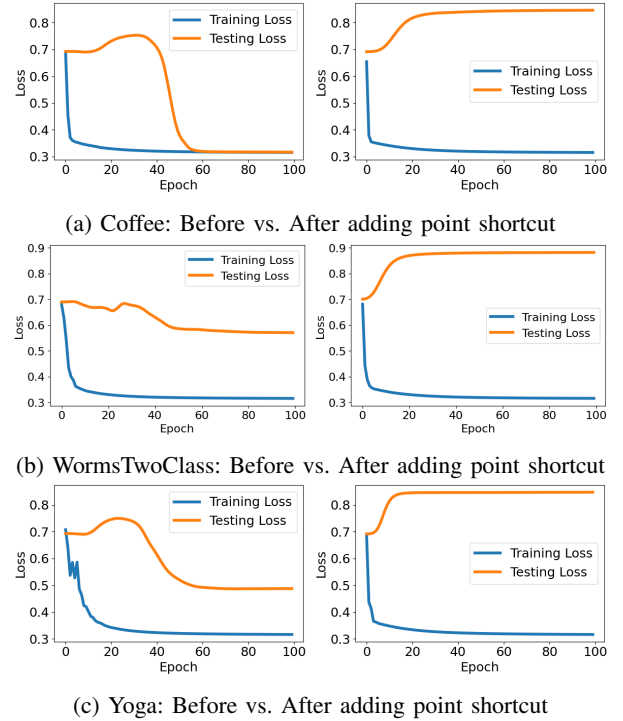 0.8
0.7
0.6
0.5
0.4
0.3
Loss
0 20 40 60 80 100
Epoch
Training Loss
Testing Loss
0.8
0.7
0.6
0.5
0.4
0.3
Loss
0 20 40 60 80 100
Epoch
Training Loss
Testing Loss
(a) Coffee: Before vs. After adding point shortcut
0.9
0.8
0.7
0.6
0.5
0.4
0.3
Loss
0 20 40 60 80 100
Epoch
Training Loss
Testing Loss
0.9
0.8
0.7
0.6
0.5
0.4
0.3
Loss
0 20 40 60 80 100
Epoch
Training Loss
Testing Loss
(b) WormsTwoClass: Before vs. After adding point shortcut
0.8
0.7
0.6
0.5
0.4
0.3
Loss
0 20 40 60 80 100
Epoch
Training Loss
Testing Loss
0.8
0.7
0.6
0.5
0.4
0.3
Loss
0 20 40 60 80 100
Epoch
Training Loss
Testing Loss
(c) Yoga: Before vs. After adding point shortcut